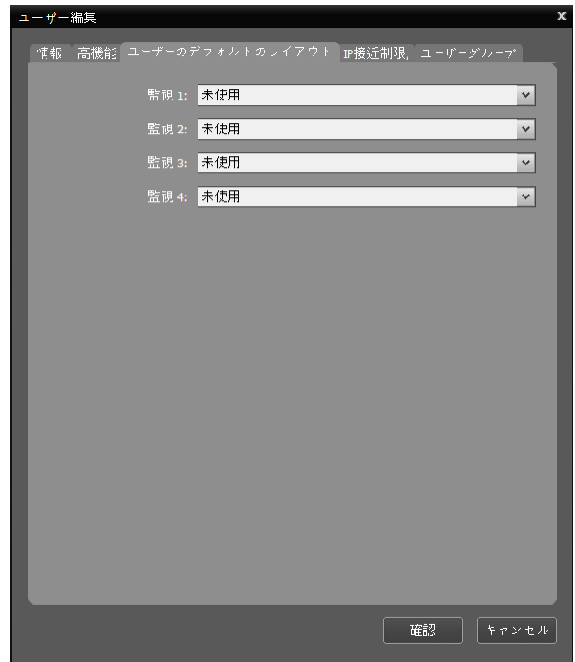 ユーザー編集 x
情報 高機能 ユーザーのデフォルトのレイアウト IP接近制限, ユーザーグループ
監視 1: 未使用
監視 2: 未使用
監視 3: 未使用
監視 4: 未使用
確認 キャンセル